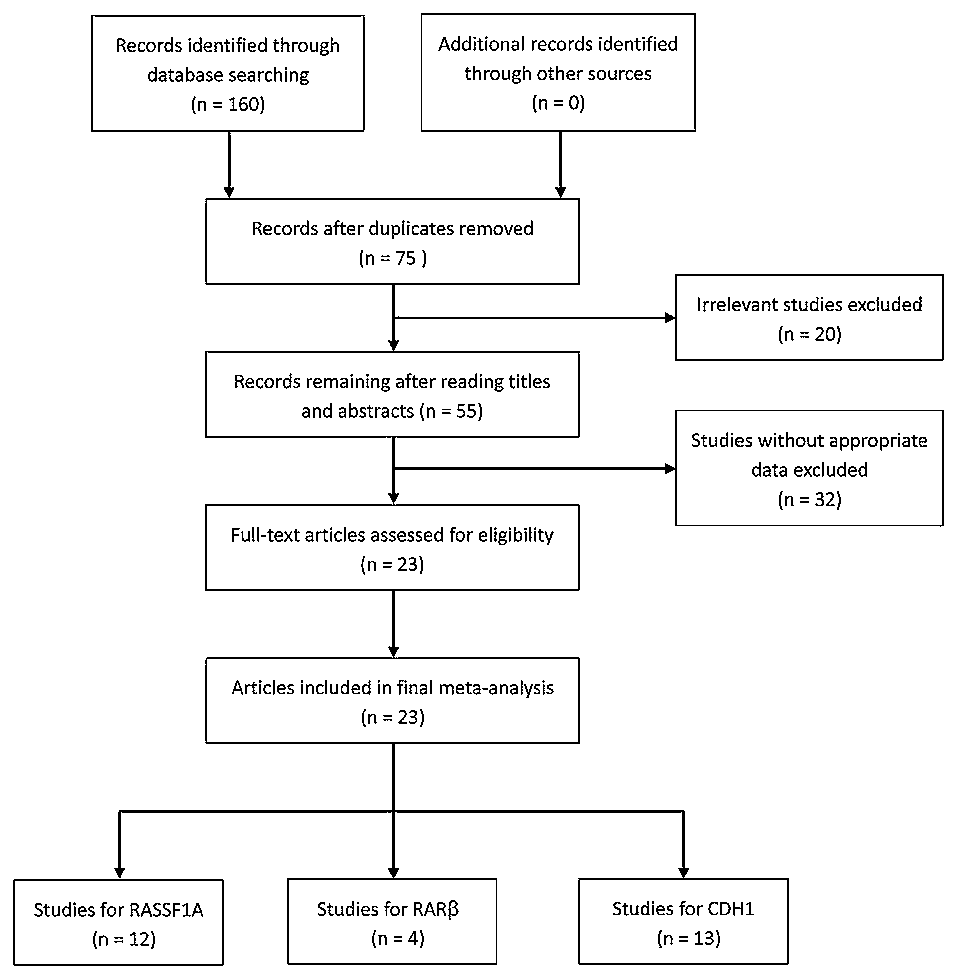 Records identified through
database searching
(n = 160)
Additional records identified
through other sources
(n = 0)
Records after duplicates removed
(n = 75 )
Irrelevant studies excluded
(n = 20)
Records remaining after reading titles
and abstracts (n = 55)
Studies without appropriate
data excluded
(n = 32)
Full-text articles assessed for eligibility
(n = 23)
Articles included in final meta-analysis
(n = 23)
Studies for RASSF1A
(n = 12)
Studies for RARβ
(n = 4)
Studies for CDH1
(n = 13)